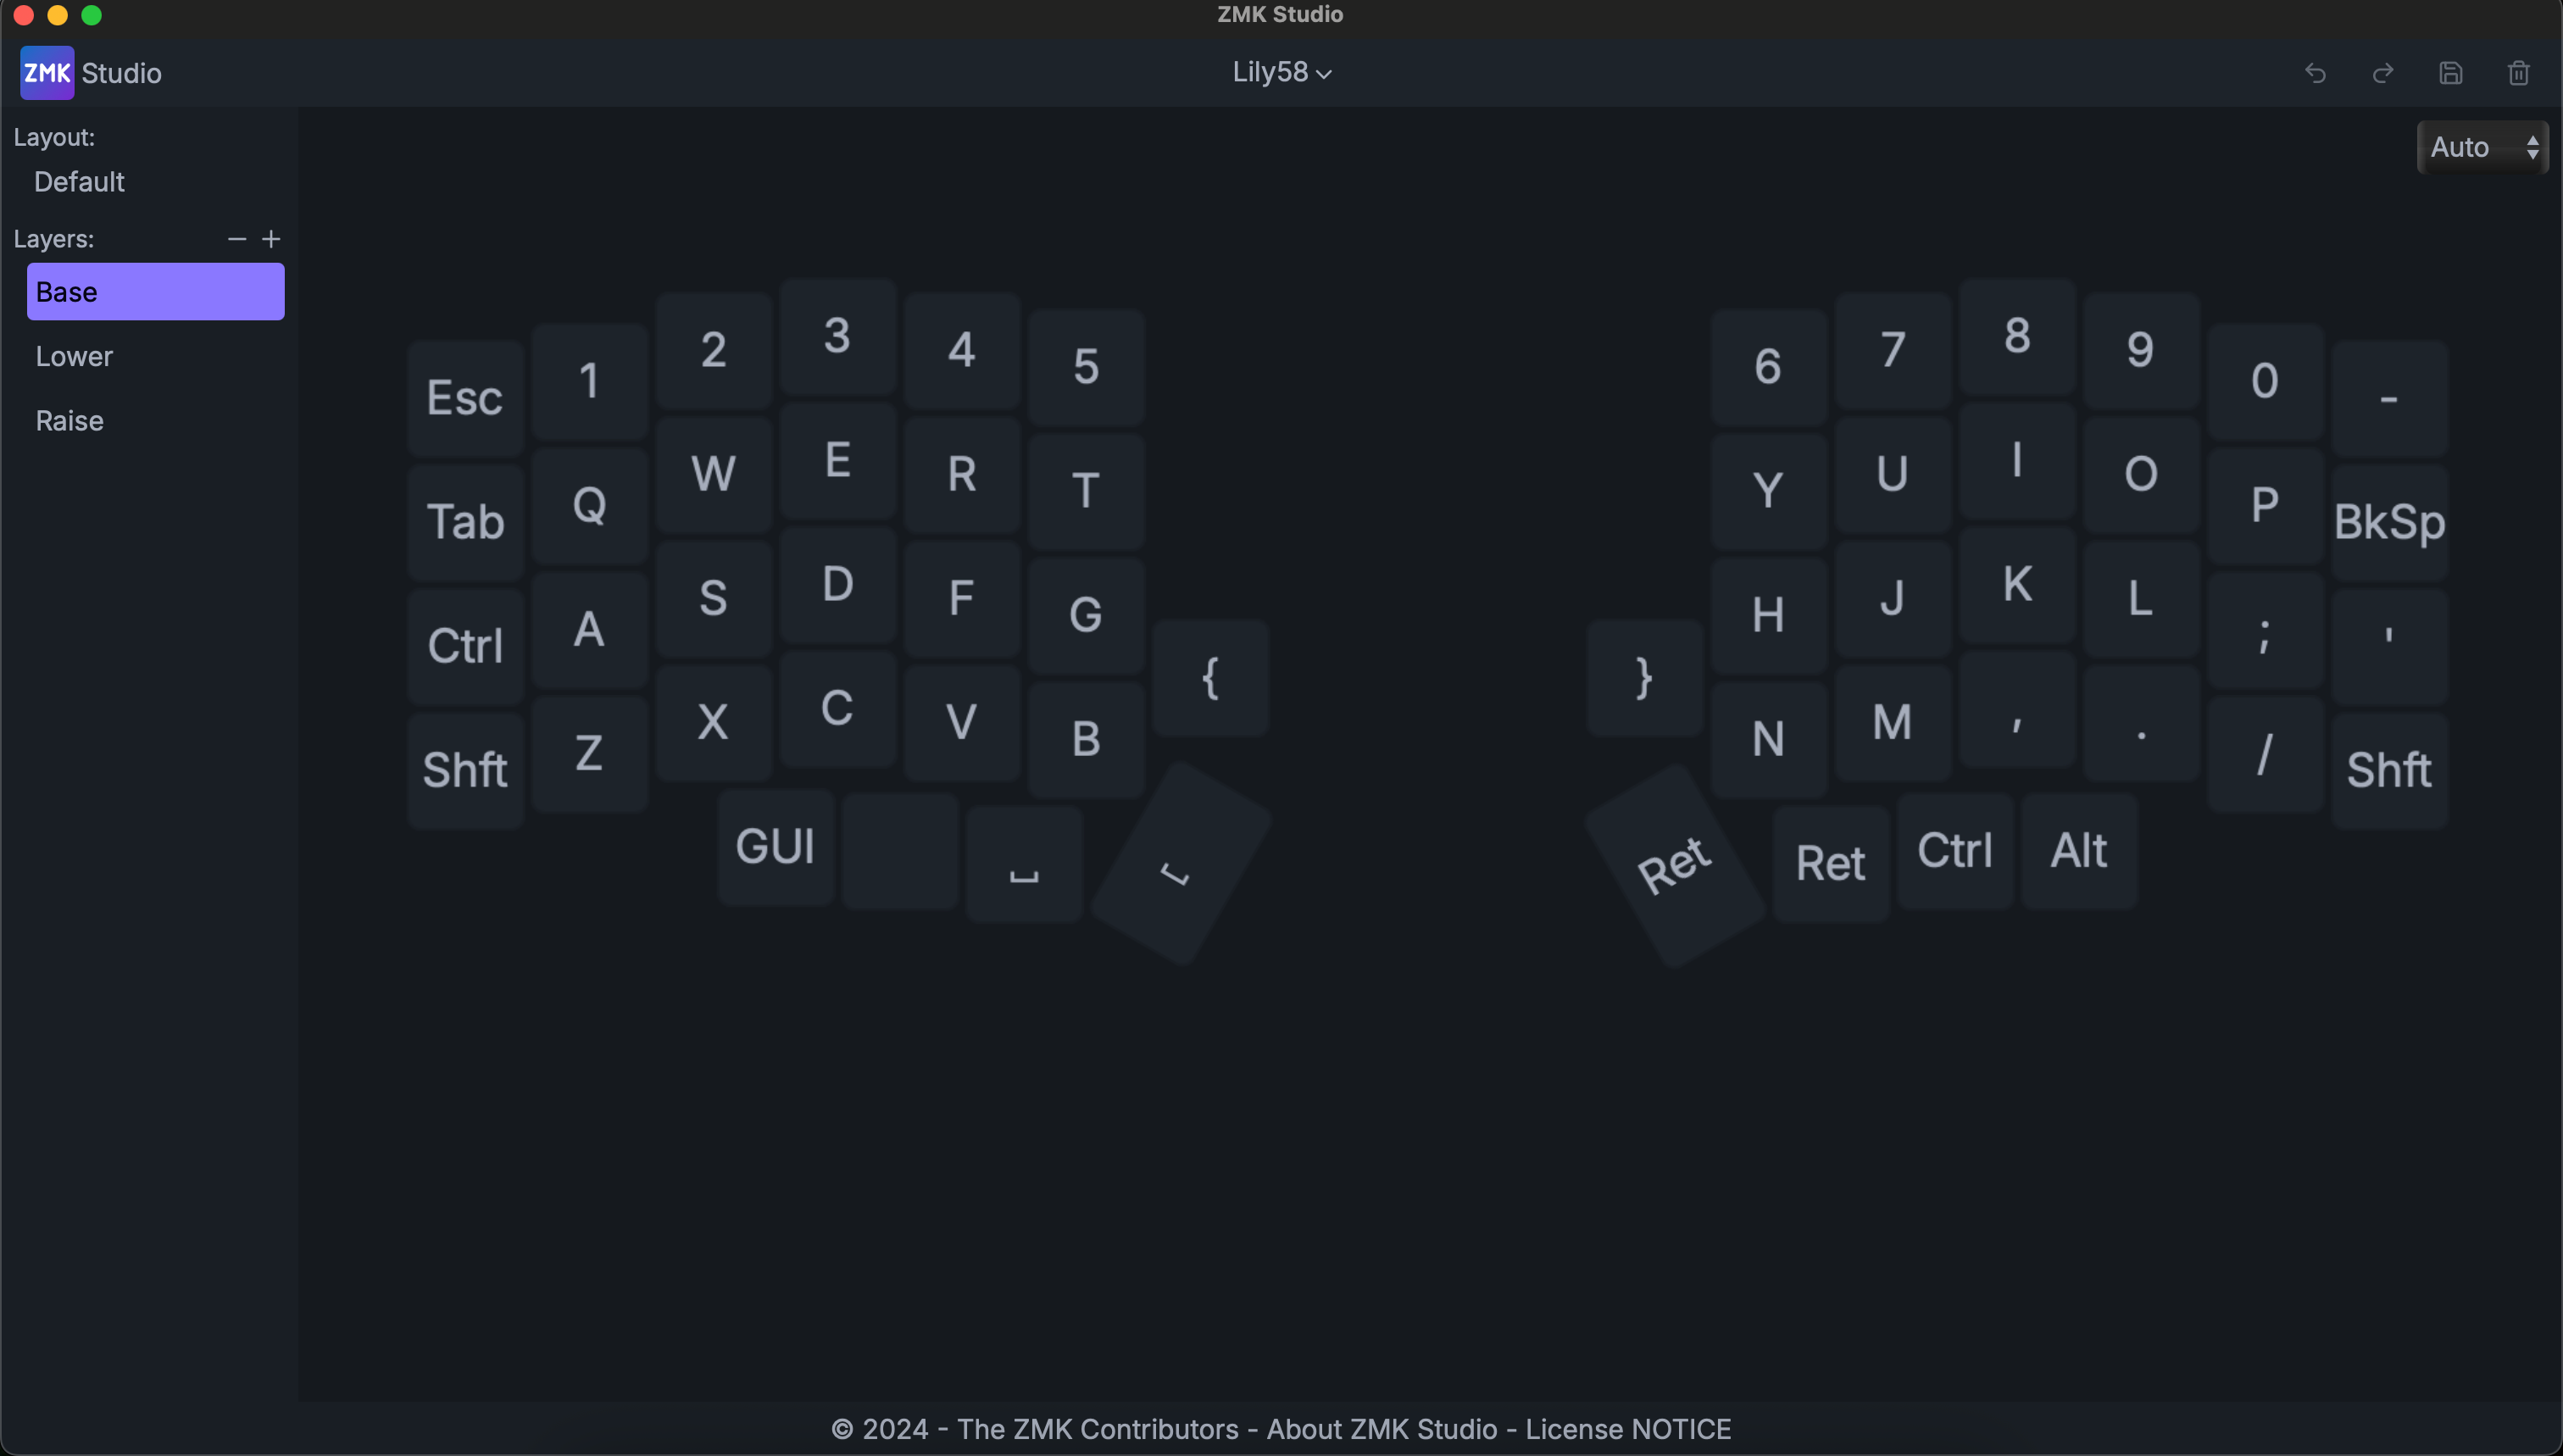 ZMK Studio
ZMK Studio
Lily58
Auto
Layout:
Default
Layers: − +
Base
Lower
Raise
Esc 1 2 3 4 5
Tab Q W E R T
Ctrl A S D F G
Shft Z X C V B {
GUI ⎵ ⎵
6 7 8 9 0 -
Y U I O P BkSp
H J K L ; '
} N M , . / Shft
Ret Ret Ctrl Alt
© 2024 - The ZMK Contributors - About ZMK Studio - License NOTICE